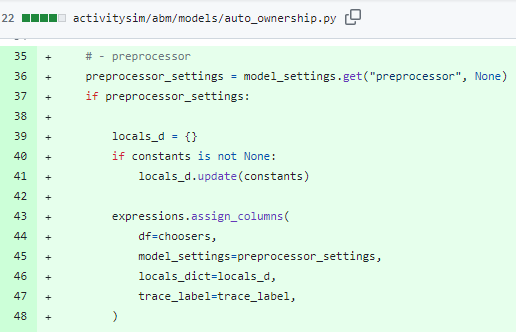 22 activitysim/abm/models/auto_ownership.py
35 + # - preprocessor
36 + preprocessor_settings = model_settings.get("preprocessor", None)
37 + if preprocessor_settings:
38 +
39 + locals_d = {}
40 + if constants is not None:
41 + locals_d.update(constants)
42 +
43 + expressions.assign_columns(
44 + df=choosers,
45 + model_settings=preprocessor_settings,
46 + locals_dict=locals_d,
47 + trace_label=trace_label,
48 + )